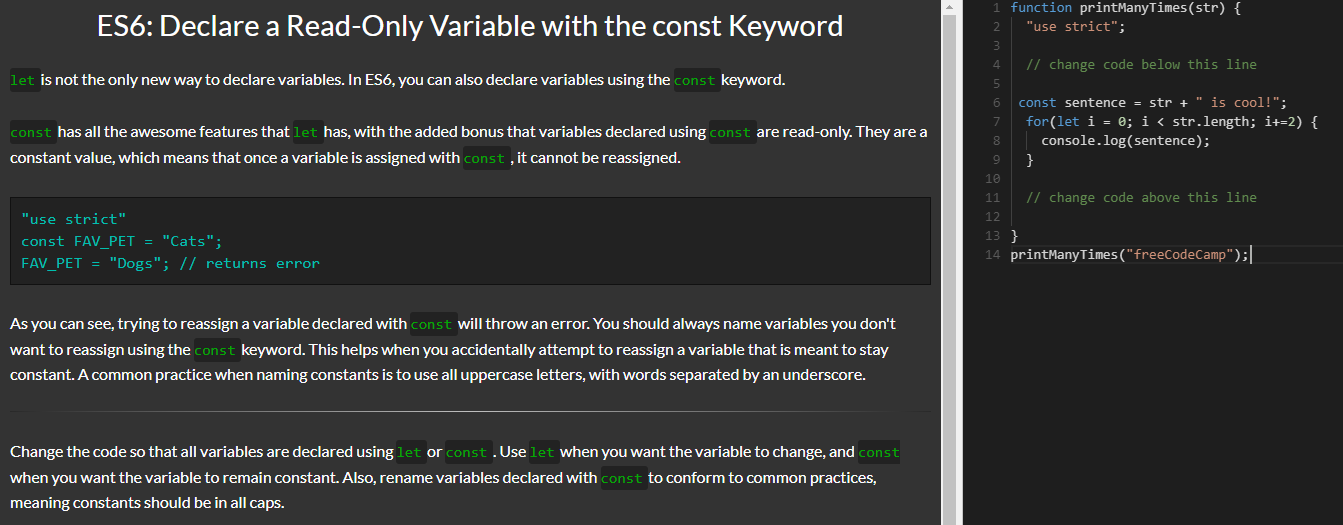 ES6: Declare a Read-Only Variable with the const Keyword
let is not the only new way to declare variables. In ES6, you can also declare variables using the const keyword.
const has all the awesome features that let has, with the added bonus that variables declared using const are read-only. They are a
constant value, which means that once a variable is assigned with const , it cannot be reassigned.
"use strict"
const FAV_PET = "Cats";
FAV_PET = "Dogs"; // returns error
As you can see, trying to reassign a variable declared with const will throw an error. You should always name variables you don't
want to reassign using the const keyword. This helps when you accidentally attempt to reassign a variable that is meant to stay
constant. A common practice when naming constants is to use all uppercase letters, with words separated by an underscore.
Change the code so that all variables are declared using let or const . Use let when you want the variable to change, and const
when you want the variable to remain constant. Also, rename variables declared with const to conform to common practices,
meaning constants should be in all caps.
1 function printManyTimes(str) {
2 "use strict";
3
4 // change code below this line
5
6 const sentence = str + " is cool!";
7 for(let i = 0; i < str.length; i+=2) {
8 console.log(sentence);
9 }
10
11 // change code above this line
12
13 }
14 printManyTimes("freeCodeCamp");